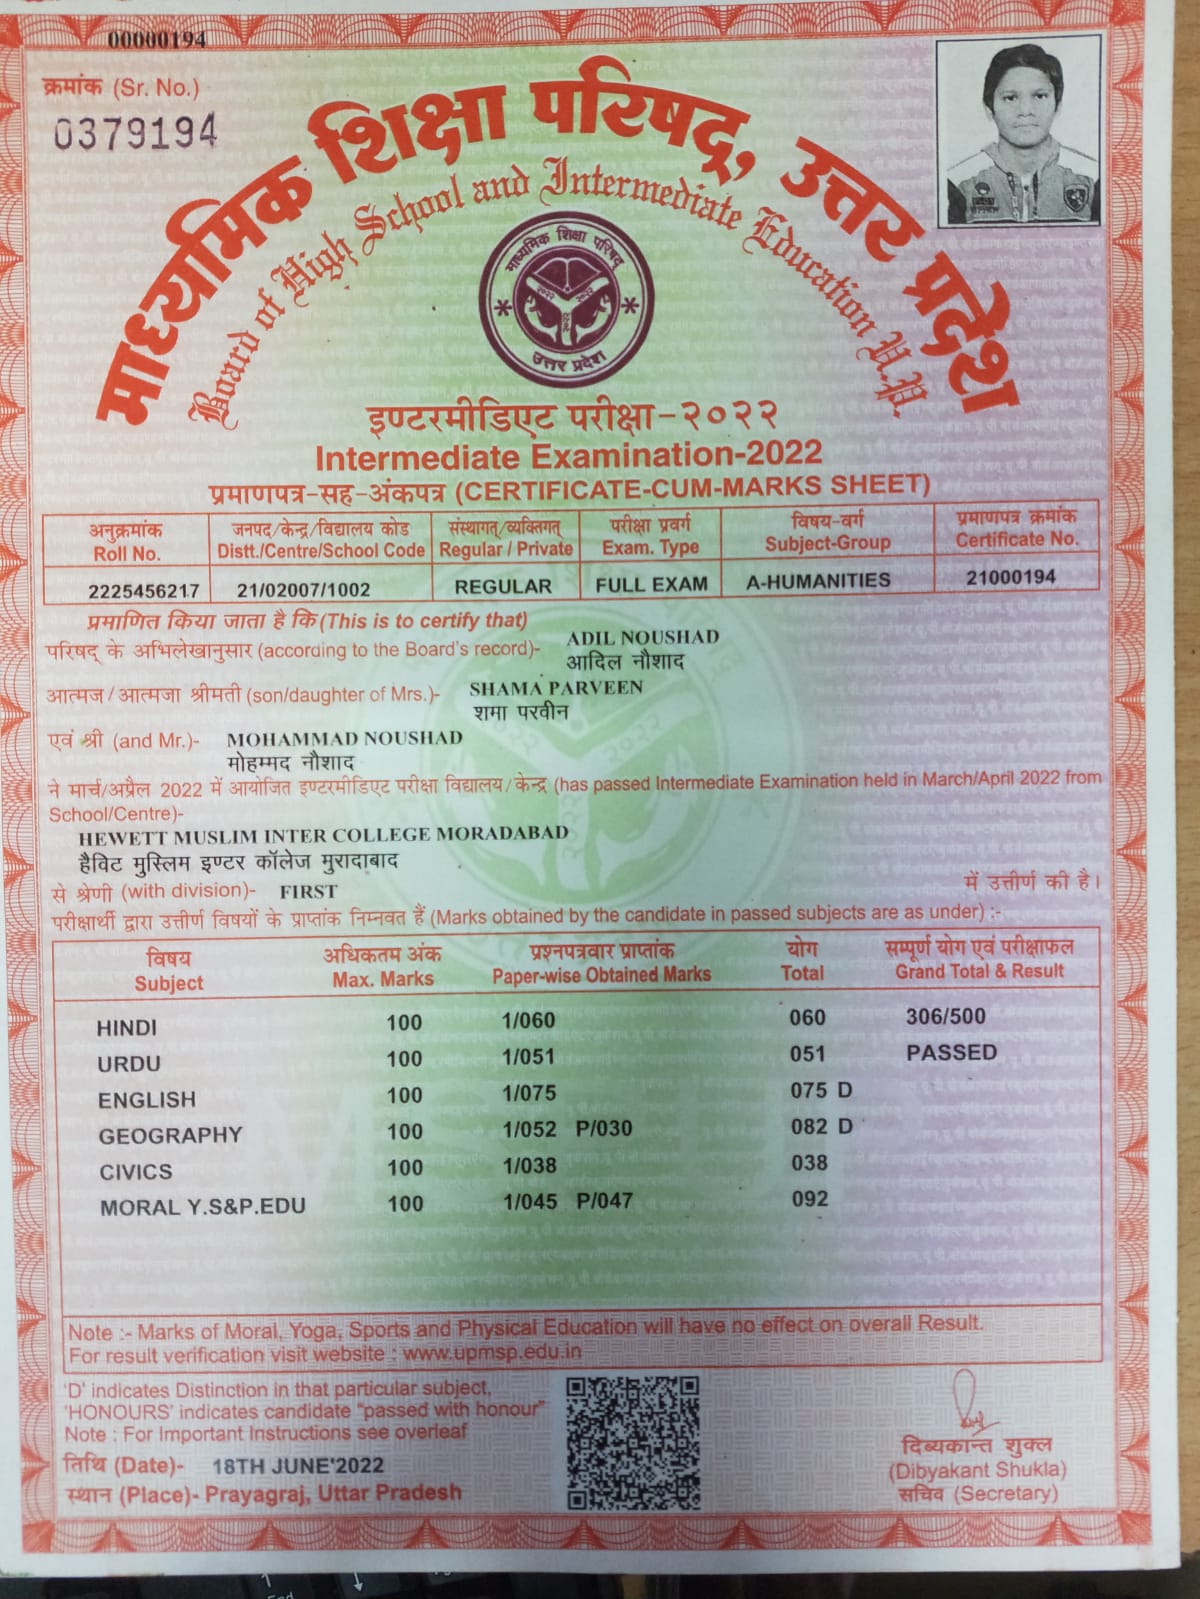 00000194
क्रमांक (Sr. No.)
0379194
माध्यमिक शिक्षा परिषद्, उत्तर प्रदेश
Board of High School and Intermediate Education U.P.
माध्यमिक शिक्षा परिषद्
उत्तर प्रदेश
इण्टरमीडिएट परीक्षा-२०२२
Intermediate Examination-2022
प्रमाणपत्र-सह-अंकपत्र (CERTIFICATE-CUM-MARKS SHEET)
अनुक्रमांक जनपद/केन्द्र/विद्यालय कोड संस्थागत्/व्यक्तिगत् परीक्षा प्रवर्ग विषय-वर्ग प्रमाणपत्र क्रमांक
Roll No. Distt./Centre/School Code Regular / Private Exam. Type Subject-Group Certificate No.
2225456217 21/02007/1002 REGULAR FULL EXAM A-HUMANITIES 21000194
प्रमाणित किया जाता है कि (This is to certify that)
परिषद् के अभिलेखानुसार (according to the Board's record)- ADIL NOUSHAD
आदिल नौशाद
आत्मज/आत्मजा श्रीमती (son/daughter of Mrs.)- SHAMA PARVEEN
शमा परवीन
एवं श्री (and Mr.)- MOHAMMAD NOUSHAD
मोहम्मद नौशाद
ने मार्च/अप्रैल 2022 में आयोजित इण्टरमीडिएट परीक्षा विद्यालय/केन्द्र (has passed Intermediate Examination held in March/April 2022 from
School/Centre)-
HEWETT MUSLIM INTER COLLEGE MORADABAD
हैविट मुस्लिम इण्टर कॉलेज मुरादाबाद
से श्रेणी (with division)- FIRST में उत्तीर्ण की है।
परीक्षार्थी द्वारा उत्तीर्ण विषयों के प्राप्तांक निम्नवत हैं (Marks obtained by the candidate in passed subjects are as under) :-
विषय अधिकतम अंक प्रश्नपत्रवार प्राप्तांक योग सम्पूर्ण योग एवं परीक्षाफल
Subject Max. Marks Paper-wise Obtained Marks Total Grand Total & Result
HINDI 100 1/060 060 306/500
URDU 100 1/051 051 PASSED
ENGLISH 100 1/075 075 D
GEOGRAPHY 100 1/052 P/030 082 D
CIVICS 100 1/038 038
MORAL Y.S&P.EDU 100 1/045 P/047 092
Note :- Marks of Moral, Yoga, Sports and Physical Education will have no effect on overall Result.
For result verification visit website : www.upmsp.edu.in
'D' indicates Distinction in that particular subject,
'HONOURS' indicates candidate "passed with honour"
Note : For Important Instructions see overleaf
तिथि (Date)- 18TH JUNE'2022
स्थान (Place)- Prayagraj, Uttar Pradesh
दिब्यकान्त शुक्ल
(Dibyakant Shukla)
सचिव (Secretary)